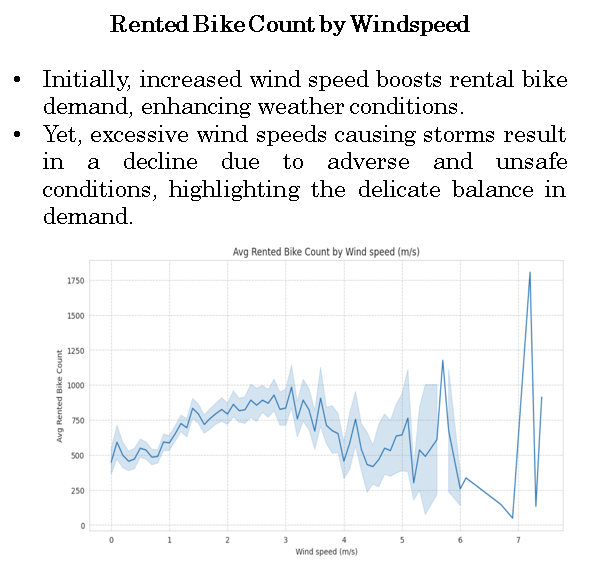 Rented Bike Count by Windspeed
• Initially, increased wind speed boosts rental bike
demand, enhancing weather conditions.
• Yet, excessive wind speeds causing storms result
in a decline due to adverse and unsafe
conditions, highlighting the delicate balance in
demand.
Avg Rented Bike Count by Wind speed (m/s)
Avg Rented Bike Count
1750
1500
1250
1000
750
500
250
0
0 1 2 3 4 5 6 7
Wind speed (m/s)